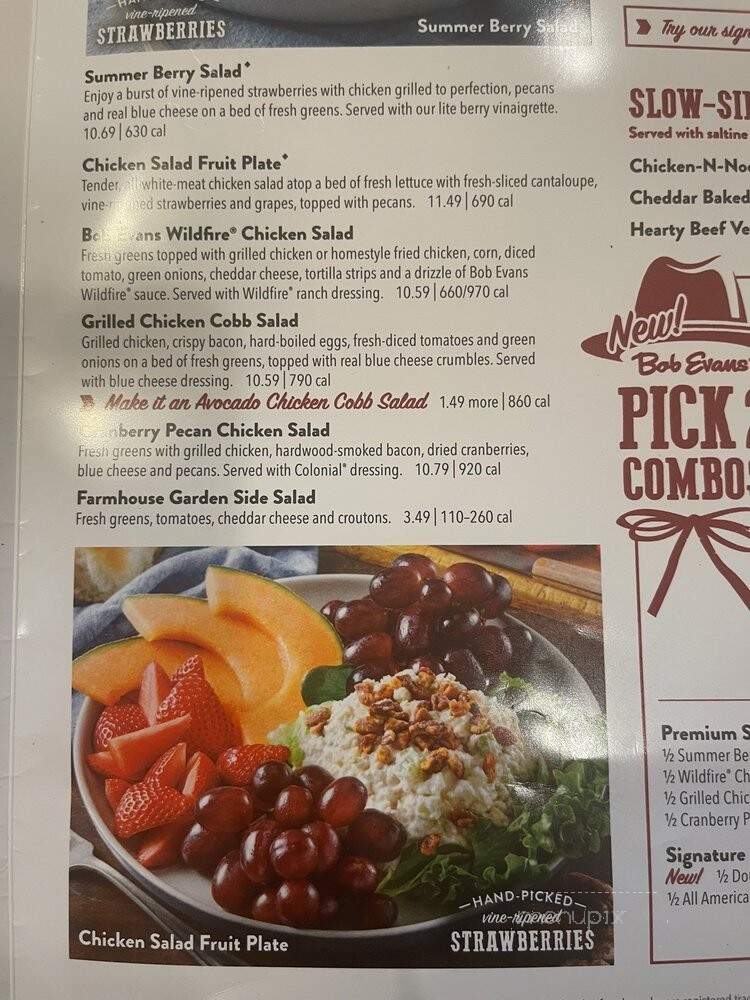 vine-ripened
STRAWBERRIES
Summer Berry Salad
Summer Berry Salad◆
Enjoy a burst of vine-ripened strawberries with chicken grilled to perfection, pecans
and real blue cheese on a bed of fresh greens. Served with our lite berry vinaigrette.
10.69 | 630 cal
Chicken Salad Fruit Plate◆
Tender, all white-meat chicken salad atop a bed of fresh lettuce with fresh-sliced cantaloupe,
vine-ripened strawberries and grapes, topped with pecans. 11.49 | 690 cal
Bob Evans Wildfire® Chicken Salad
Fresh greens topped with grilled chicken or homestyle fried chicken, corn, diced
tomato, green onions, cheddar cheese, tortilla strips and a drizzle of Bob Evans
Wildfire® sauce. Served with Wildfire® ranch dressing. 10.59 | 660/970 cal
Grilled Chicken Cobb Salad
Grilled chicken, crispy bacon, hard-boiled eggs, fresh-diced tomatoes and green
onions on a bed of fresh greens, topped with real blue cheese crumbles. Served
with blue cheese dressing. 10.59 | 790 cal
Make it an Avocado Chicken Cobb Salad 1.49 more | 860 cal
Cranberry Pecan Chicken Salad
Fresh greens with grilled chicken, hardwood-smoked bacon, dried cranberries,
blue cheese and pecans. Served with Colonial® dressing. 10.79 | 920 cal
Farmhouse Garden Side Salad
Fresh greens, tomatoes, cheddar cheese and croutons. 3.49 | 110–260 cal
HAND-PICKED
vine-ripened
STRAWBERRIES
Chicken Salad Fruit Plate
menupix
Try our sign
SLOW-SI
Served with saltine
Chicken-N-Noo
Cheddar Baked
Hearty Beef Ve
New!
Bob Evans
PICK 2
COMBOS
Premium S
½ Summer Be
½ Wildfire® Ch
½ Grilled Chic
½ Cranberry P
Signature
New! ½ Do
½ All America